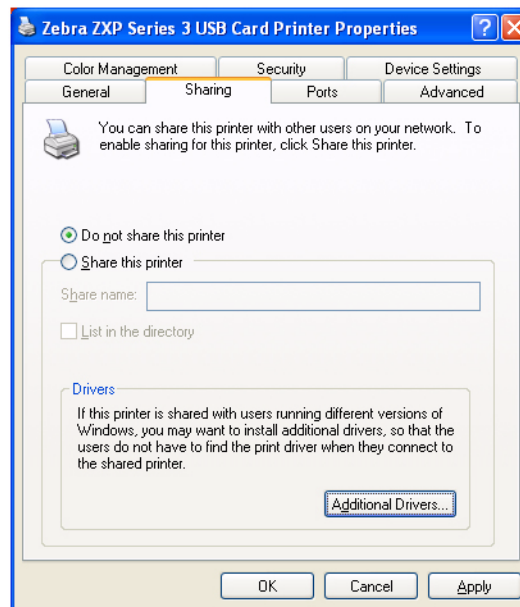 Zebra ZXP Series 3 USB Card Printer Properties
Color Management Security Device Settings
General Sharing Ports Advanced
You can share this printer with other users on your network. To
enable sharing for this printer, click Share this printer.
Do not share this printer
Share this printer
Share name:
List in the directory
Drivers
If this printer is shared with users running different versions of
Windows, you may want to install additional drivers, so that the
users do not have to find the print driver when they connect to
the shared printer.
Additional Drivers...
OK Cancel Apply